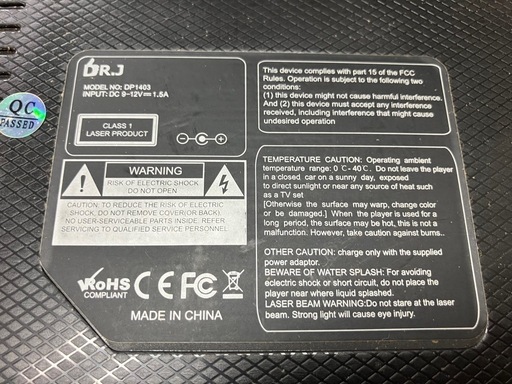 DR.J
MODEL NO: DP1403
INPUT: DC 9-12V⎓1.5A
CLASS 1
LASER PRODUCT
QC
PASSED
WARNING
RISK OF ELECTRIC SHOCK
DO NOT OPEN
CAUTION: TO REDUCE THE RISK OF ELECTRIC
SHOCK, DO NOT REMOVE COVER(OR BACK)
NO USER-SERVICEABLE PARTS INSIDE. REFER
SERVICING TO QUALIFIED SERVICE PERSONNEL
RoHS
COMPLIANT
CE FC
MADE IN CHINA
This device complies with part 15 of the FCC
Rules. Operation is subject to the following two
conditions:
(1) this device might not cause harmful interference.
And (2) this device must accept any interference
received, including interference that might cause
undesired operation
TEMPERATURE CAUTION: Operating ambient
temperature range: 0 ℃-40℃. Do not leave the player
in a closed car on a sunny day, exposed
to direct sunlight or near any source of heat such
as a TV set
[Otherwise the surface may warp, change color
or be damaged.] When the player is used for a
long period, the surface may be hot, this is not a
malfunction. However, take caution against bums..
OTHER CAUTION: charge only with the supplied
power adaptor.
BEWARE OF WATER SPLASH: For avoiding
eclectric shock or short circuit, do not place the
player near where liquid splashed.
LASER BEAM WARNING:Do not stare at the laser
beam. Strong light will cause eye injury.